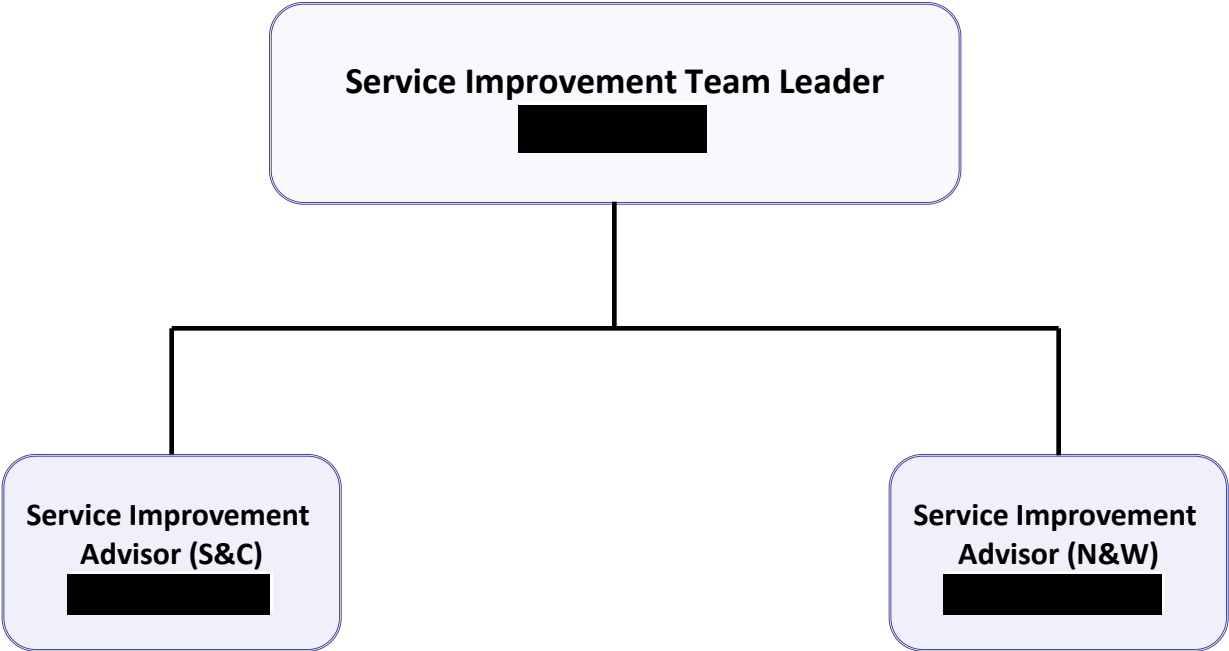 Service Improvement Team Leader
Service Improvement
Advisor (S&C)
Service Improvement
Advisor (N&W)